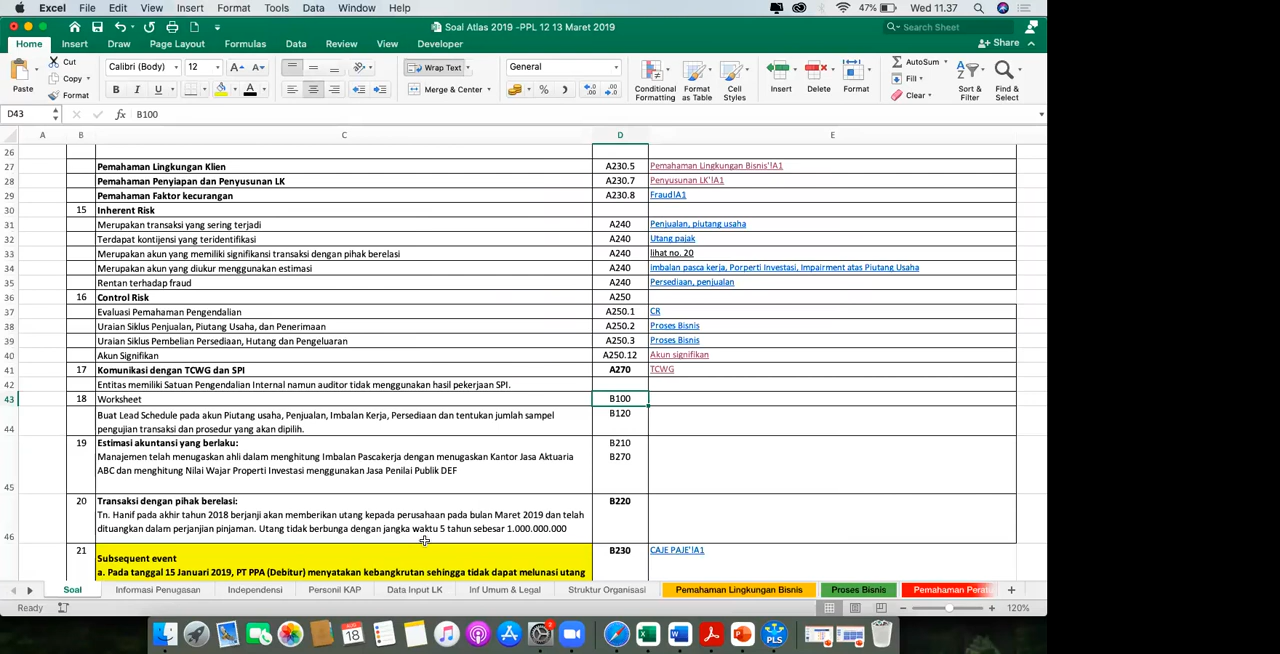 Excel File Edit View Insert Format Tools Data Window Help 47% Wed 11.37
Soal Atlas 2019 -PPL 12 13 Maret 2019 Search Sheet
Home Insert Draw Page Layout Formulas Data Review View Developer Share
Paste Cut Copy Format
Calibri (Body) 12
B I U A
Wrap Text
Merge & Center
General
Conditional Formatting Format as Table Cell Styles Insert Delete Format
AutoSum Fill Clear
Sort & Filter Find & Select
D43 fx B100
A B C D E
26
27 Pemahaman Lingkungan Klien A230.5 Pemahaman Lingkungan Bisnis'!A1
28 Pemahaman Penyiapan dan Penyusunan LK A230.7 Penyusunan LK'!A1
29 Pemahaman Faktor kecurangan A230.8 Fraud!A1
30 15 Inherent Risk
31 Merupakan transaksi yang sering terjadi A240 Penjualan, piutang usaha
32 Terdapat kontijensi yang teridentifikasi A240 Utang pajak
33 Merupakan akun yang memiliki signifikansi transaksi dengan pihak berelasi A240 lihat no. 20
34 Merupakan akun yang diukur menggunakan estimasi A240 Imbalan pasca kerja, Porperti Investasi, Impairment atas Piutang Usaha
35 Rentan terhadap fraud A240 Persediaan, penjualan
36 16 Control Risk A250
37 Evaluasi Pemahaman Pengendalian A250.1 CR
38 Uraian Siklus Penjualan, Piutang Usaha, dan Penerimaan A250.2 Proses Bisnis
39 Uraian Siklus Pembelian Persediaan, Hutang dan Pengeluaran A250.3 Proses Bisnis
40 Akun Signifikan A250.12 Akun signifikan
41 17 Komunikasi dengan TCWG dan SPI A270 TCWG
42 Entitas memiliki Satuan Pengendalian Internal namun auditor tidak menggunakan hasil pekerjaan SPI.
43 18 Worksheet B100
Buat Lead Schedule pada akun Piutang usaha, Penjualan, Imbalan Kerja, Persediaan dan tentukan jumlah sampel B120
44 pengujian transaksi dan prosedur yang akan dipilih.
19 Estimasi akuntansi yang berlaku: B210
Manajemen telah menugaskan ahli dalam menghitung Imbalan Pascakerja dengan menugaskan Kantor Jasa Aktuaria B270
ABC dan menghitung Nilai Wajar Properti Investasi menggunakan Jasa Penilai Publik DEF
45
20 Transaksi dengan pihak berelasi: B220
Tn. Hanif pada akhir tahun 2018 berjanji akan memberikan utang kepada perusahaan pada bulan Maret 2019 dan telah
dituangkan dalam perjanjian pinjaman. Utang tidak berbunga dengan jangka waktu 5 tahun sebesar 1.000.000.000
46
21 B230 CAJE PAJE'!A1
Subsequent event
a. Pada tanggal 15 Januari 2019, PT PPA (Debitur) menyatakan kebangkrutan sehingga tidak dapat melunasi utang
Soal Informasi Penugasan Independensi Personil KAP Data Input LK Inf Umum & Legal Struktur Organisasi Pemahaman Lingkungan Bisnis Proses Bisnis
Ready 120%
AUG 18 2 PLS